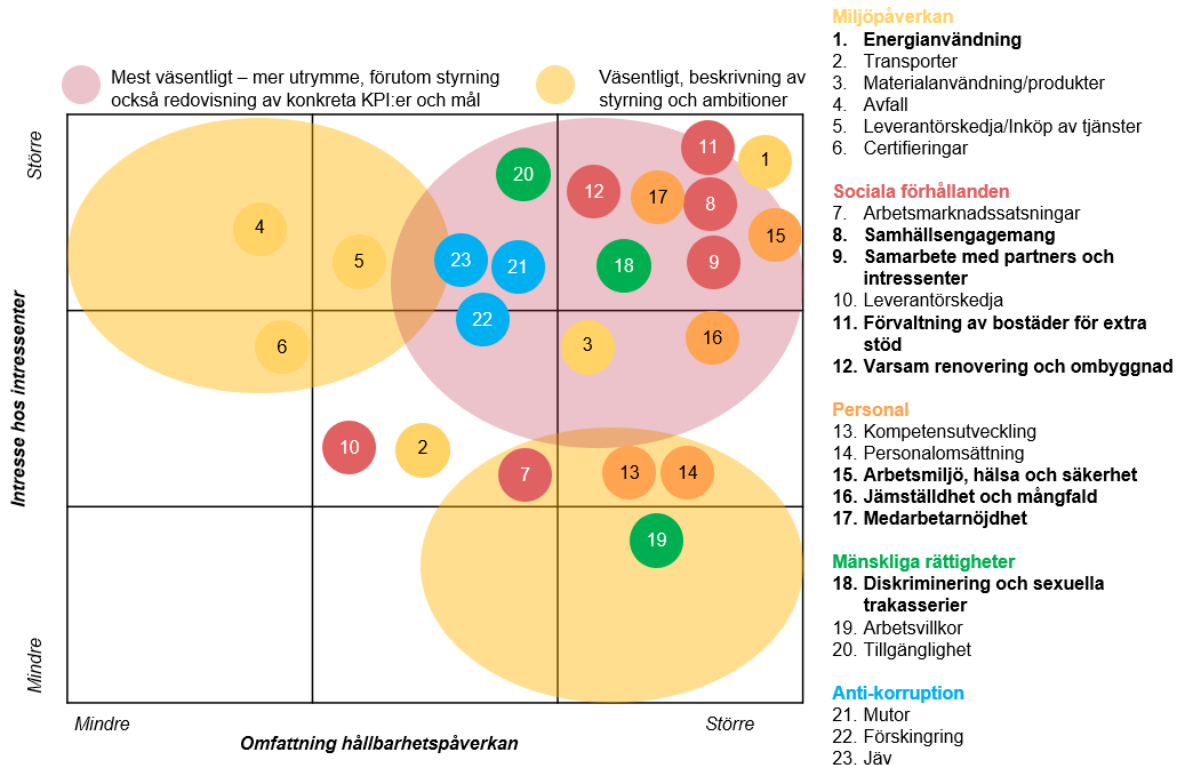 Mest väsentligt – mer utrymme, förutom styrning
också redovisning av konkreta KPI:er och mål
Väsentligt, beskrivning av
styrning och ambitioner
Större
Intresse hos intressenter
Mindre
11
1
20
12
17
8
15
4
5
23
21
18
9
22
6
3
16
10
2
7
13
14
19
Mindre
Större
Omfattning hållbarhetspåverkan
Miljöpåverkan
1. Energianvändning
2. Transporter
3. Materialanvändning/produkter
4. Avfall
5. Leverantörskedja/Inköp av tjänster
6. Certifieringar
Sociala förhållanden
7. Arbetsmarknadssatsningar
8. Samhällsengagemang
9. Samarbete med partners och
intressenter
10. Leverantörskedja
11. Förvaltning av bostäder för extra
stöd
12. Varsam renovering och ombyggnad
Personal
13. Kompetensutveckling
14. Personalomsättning
15. Arbetsmiljö, hälsa och säkerhet
16. Jämställdhet och mångfald
17. Medarbetarnöjdhet
Mänskliga rättigheter
18. Diskriminering och sexuella
trakasserier
19. Arbetsvillkor
20. Tillgänglighet
Anti-korruption
21. Mutor
22. Förskingring
23. Jäv